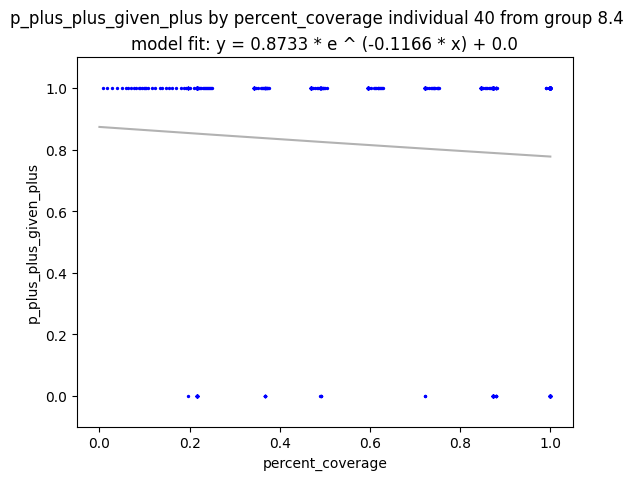 p_plus_plus_given_plus by percent_coverage individual 40 from group 8.4
model fit: y = 0.8733 * e ^ (-0.1166 * x) + 0.0
1.0
0.8
0.6
0.4
0.2
0.0
p_plus_plus_given_plus
0.0 0.2 0.4 0.6 0.8 1.0
percent_coverage